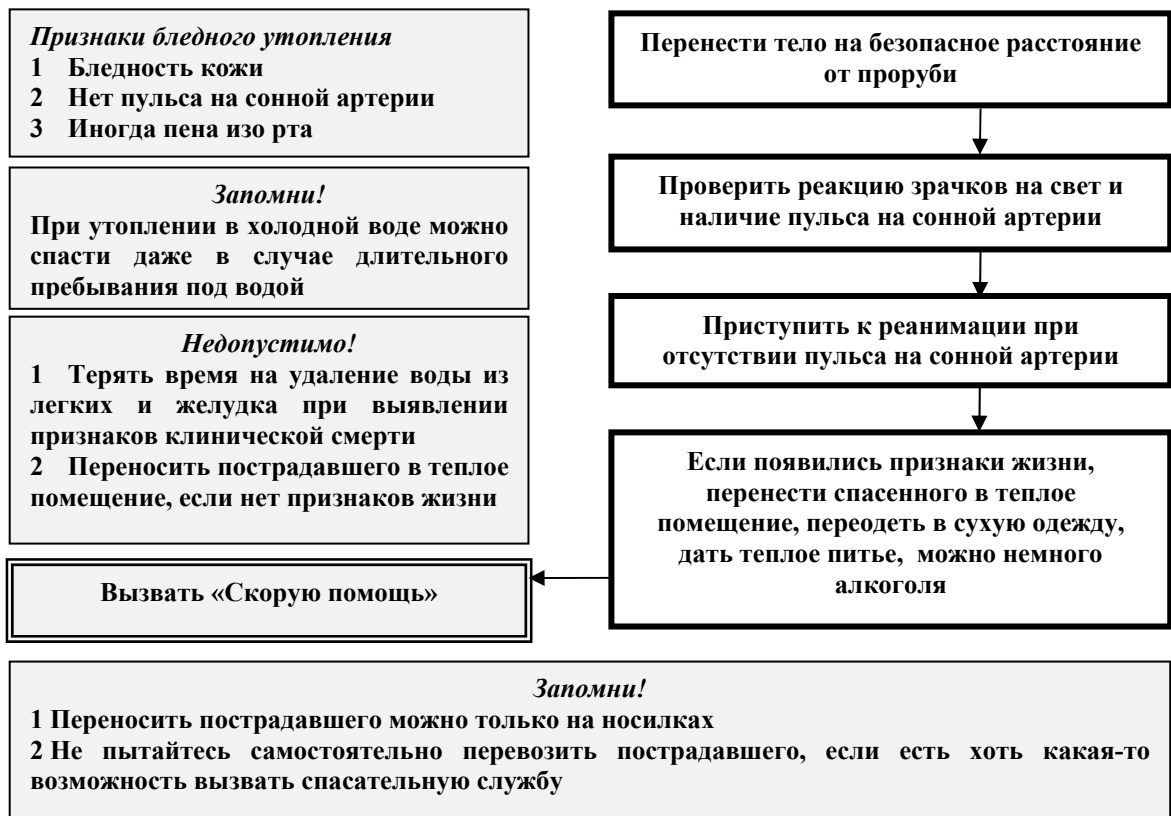 Признаки бледного утопления
1 Бледность кожи
2 Нет пульса на сонной артерии
3 Иногда пена изо рта
Запомни!
При утоплении в холодной воде можно
спасти даже в случае длительного
пребывания под водой
Недопустимо!
1 Терять время на удаление воды из
легких и желудка при выявлении
признаков клинической смерти
2 Переносить пострадавшего в теплое
помещение, если нет признаков жизни
Перенести тело на безопасное расстояние
от проруби
Проверить реакцию зрачков на свет и
наличие пульса на сонной артерии
Приступить к реанимации при
отсутствии пульса на сонной артерии
Если появились признаки жизни,
перенести спасенного в теплое
помещение, переодеть в сухую одежду,
дать теплое питье, можно немного
алкоголя
Вызвать «Скорую помощь»
Запомни!
1 Переносить пострадавшего можно только на носилках
2 Не пытайтесь самостоятельно перевозить пострадавшего, если есть хоть какая-то
возможность вызвать спасательную службу